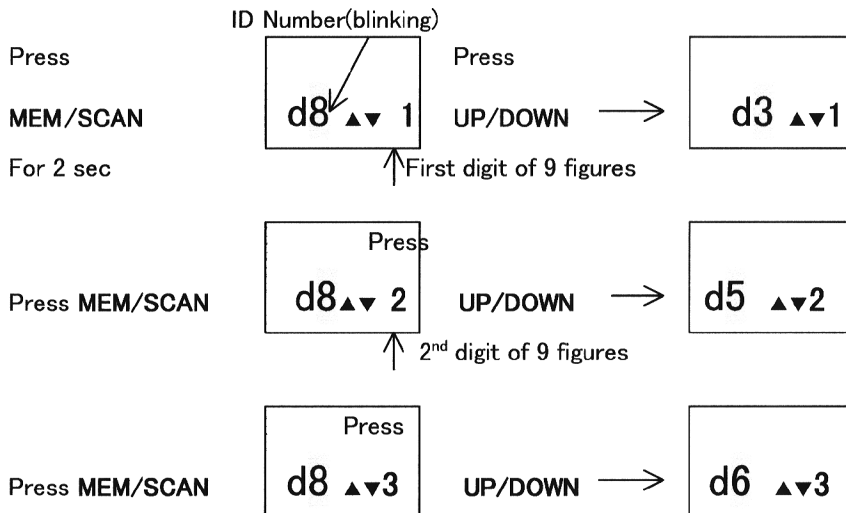 ID Number(blinking)
Press Press
MEM/SCAN d8 ▲▼ 1 UP/DOWN → d3 ▲▼1
For 2 sec First digit of 9 figures
Press
Press MEM/SCAN d8▲▼ 2 UP/DOWN → d5 ▲▼2
2nd digit of 9 figures
Press
Press MEM/SCAN d8 ▲▼3 UP/DOWN → d6 ▲▼3